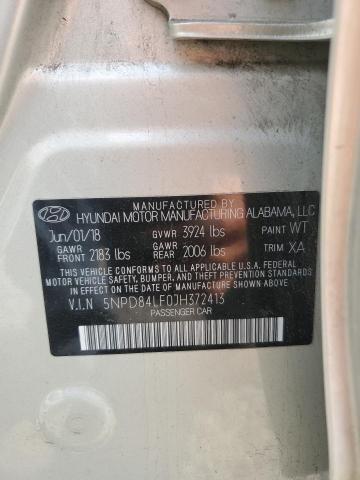 MANUFACTURED BY
HYUNDAI MOTOR MANUFACTURING ALABAMA, LLC
Jun/01/18 GVWR 3924 lbs PAINT WT
GAWR FRONT 2183 lbs GAWR REAR 2006 lbs TRIM XA
THIS VEHICLE CONFORMS TO ALL APPLICABLE U.S.A FEDERAL
MOTOR VEHICLE SAFETY, BUMPER, AND THEFT PREVENTION
STANDARDS IN EFFECT ON THE DATE OF MANUFACTURE SHOWN ABOVE.
V.I.N 5NPD84LF0JH372413
PASSENGER CAR